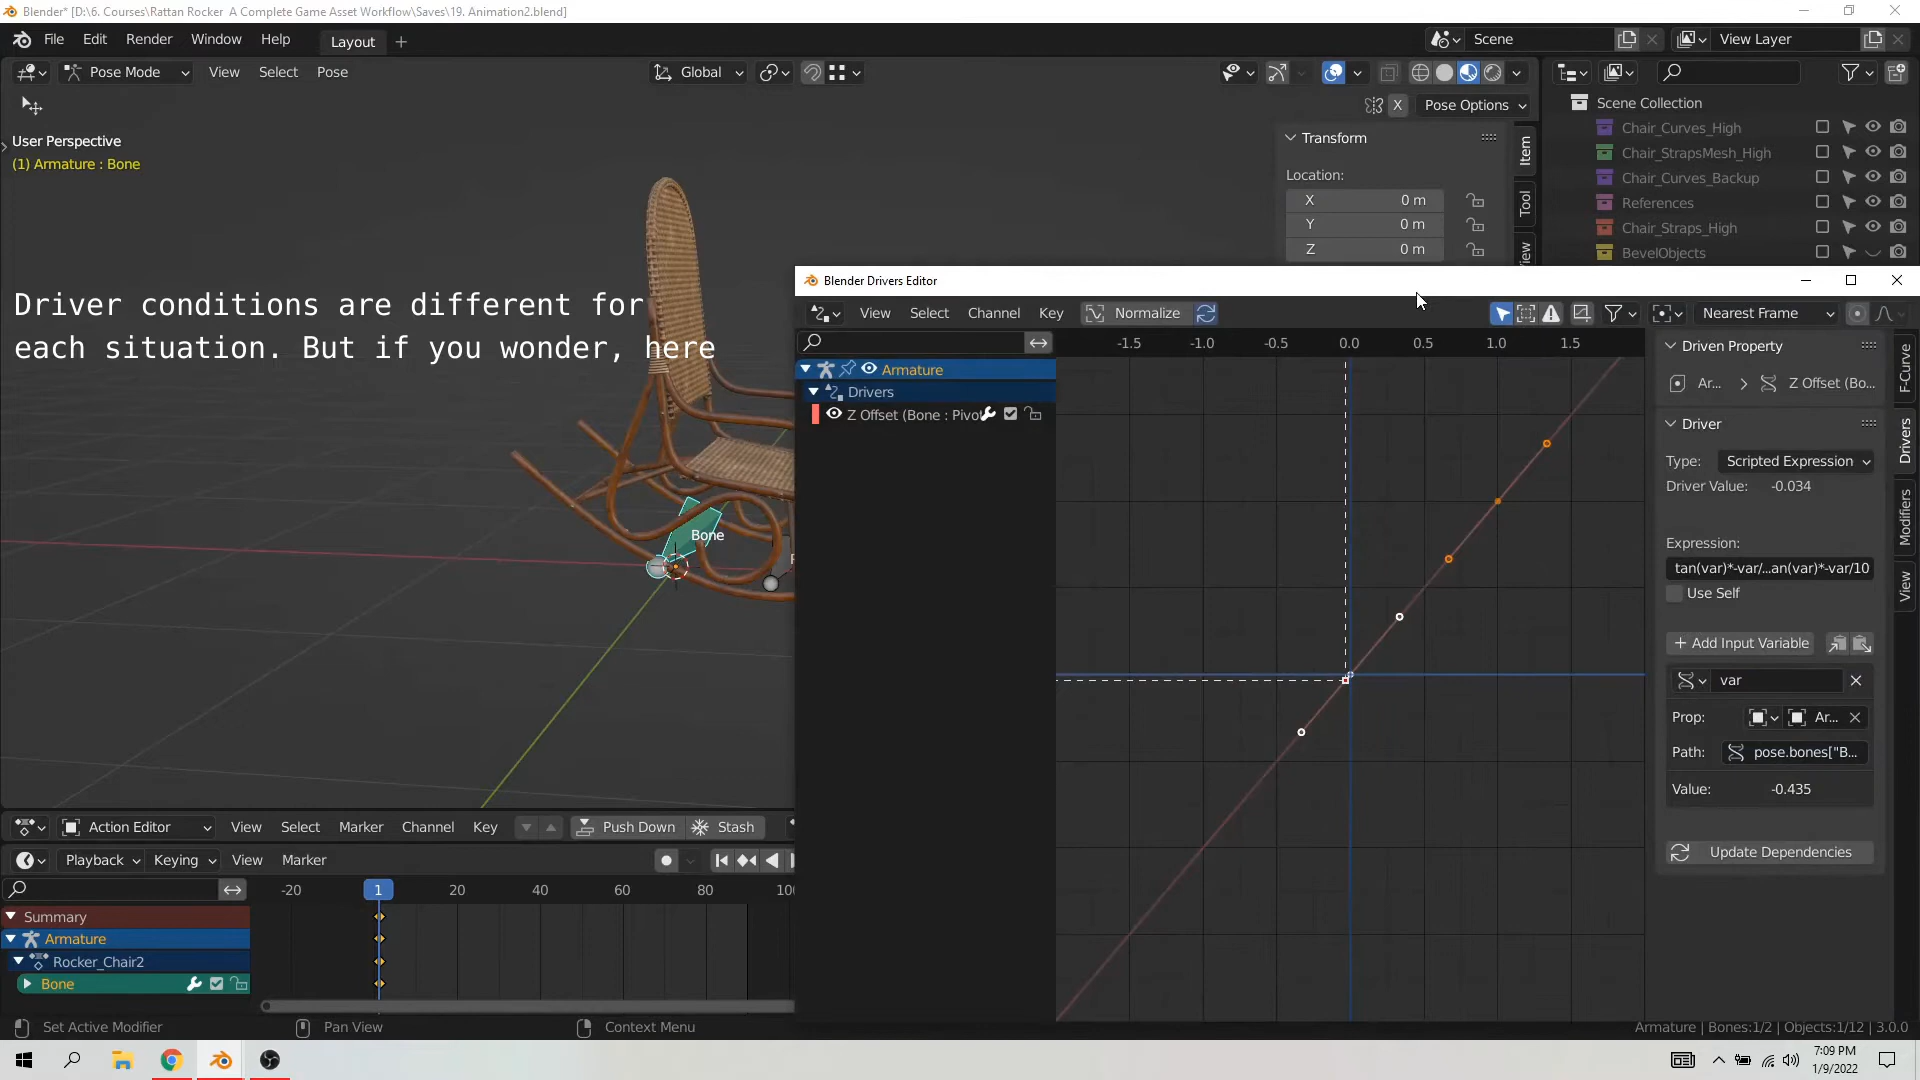 Blender* [D:\6. Courses\Rattan Rocker  A Complete Game Asset Workflow\Saves\19. Animation2.blend]
File Edit Render Window Help Layout + Scene View Layer
Pose Mode View Select Pose Global
X Pose Options
User Perspective
(1) Armature : Bone
Transform
Location:
X 0 m
Y 0 m
Z 0 m
Item
Tool
Scene Collection
Chair_Curves_High
Chair_StrapsMesh_High
Chair_Curves_Backup
References
Chair_Straps_High
BevelObjects
Driver conditions are different for
each situation. But if you wonder, here
Bone
Blender Drivers Editor
View Select Channel Key Normalize Nearest Frame
-1.5 -1.0 -0.5 0.0 0.5 1.0 1.5
Armature
Drivers
Z Offset (Bone : Pivo
Driven Property
Ar... Z Offset (Bo...
Driver
Type: Scripted Expression
Driver Value: -0.034
Expression:
tan(var)*-var/...an(var)*-var/10
Use Self
+ Add Input Variable
var
Prop: Ar...
Path: pose.bones["B...
Value: -0.435
Update Dependencies
F-Curve
Drivers
Modifiers
View
Action Editor View Select Marker Channel Key Push Down Stash
Playback Keying View Marker
-20 1 20 40 60 80
Summary
Armature
Rocker_Chair2
Bone
Set Active Modifier Pan View Context Menu
Armature | Bones:1/2 | Objects:1/12 | 3.0.0
7:09 PM
1/9/2022